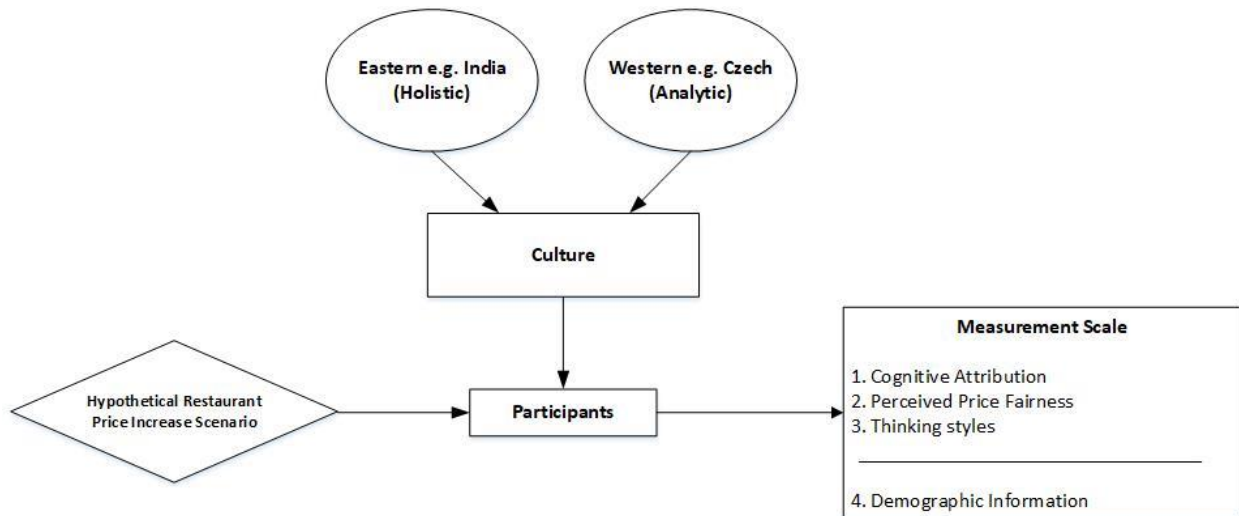 Eastern e.g. India
(Holistic)
Western e.g. Czech
(Analytic)
Culture
Hypothetical Restaurant
Price Increase Scenario
Participants
Measurement Scale
1. Cognitive Attribution
2. Perceived Price Fairness
3. Thinking styles
4. Demographic Information